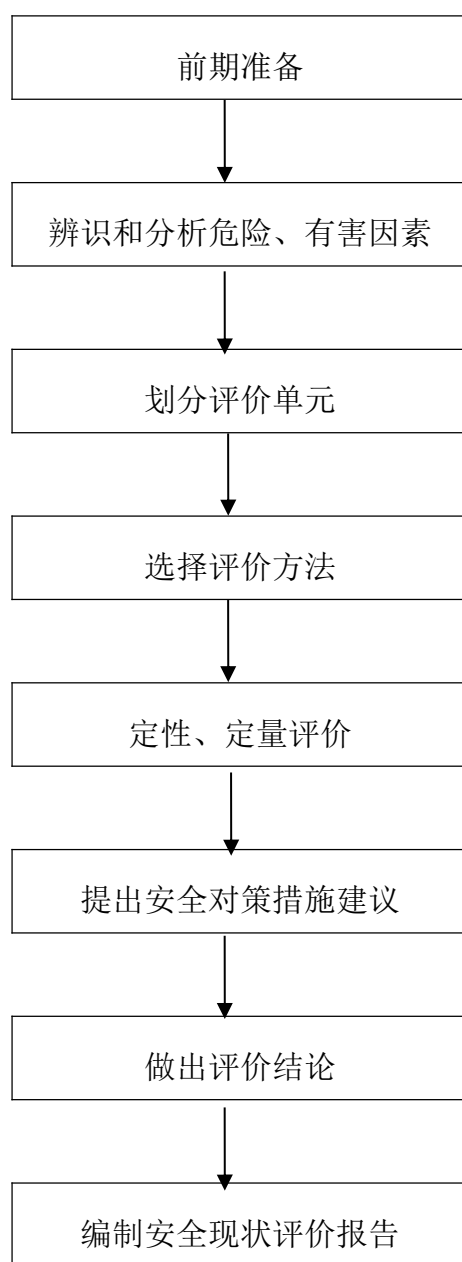 前期准备
辨识和分析危险、有害因素
划分评价单元
选择评价方法
定性、定量评价
提出安全对策措施建议
做出评价结论
编制安全现状评价报告